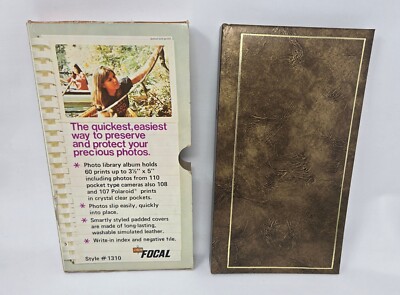 The quickest, easiest
way to preserve
and protect your
precious photos.
* Photo library album holds
60 prints up to 3½" x 5"
including photos from 110
pocket type cameras also 108
and 107 Polaroid™ prints
in crystal clear pockets.
* Photos slip easily, quickly
into place.
* Smartly styled padded covers
are made of long-lasting,
washable simulated leather.
* Write-in index and negative file.
Style # 1310
FOCAL